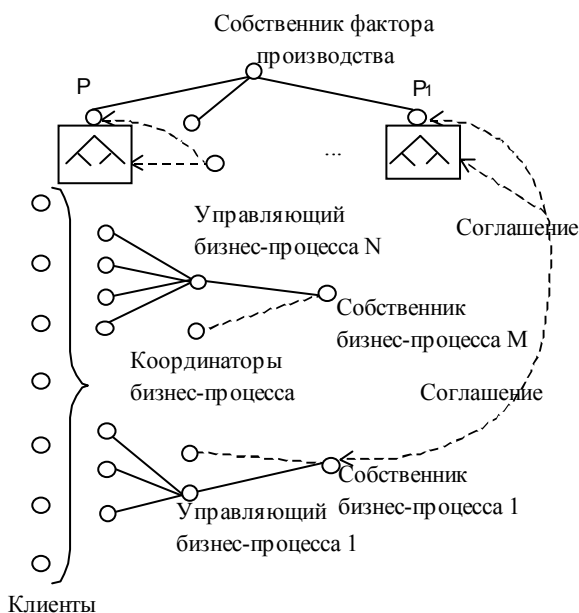 Собственник фактора
производства
P
P1
...
Управляющий
бизнес-процесса N
Соглашение
Собственник
бизнес-процесса M
Координаторы
бизнес-процесса
Соглашение
Собственник
бизнес-процесса 1
Управляющий
бизнес-процесса 1
Клиенты